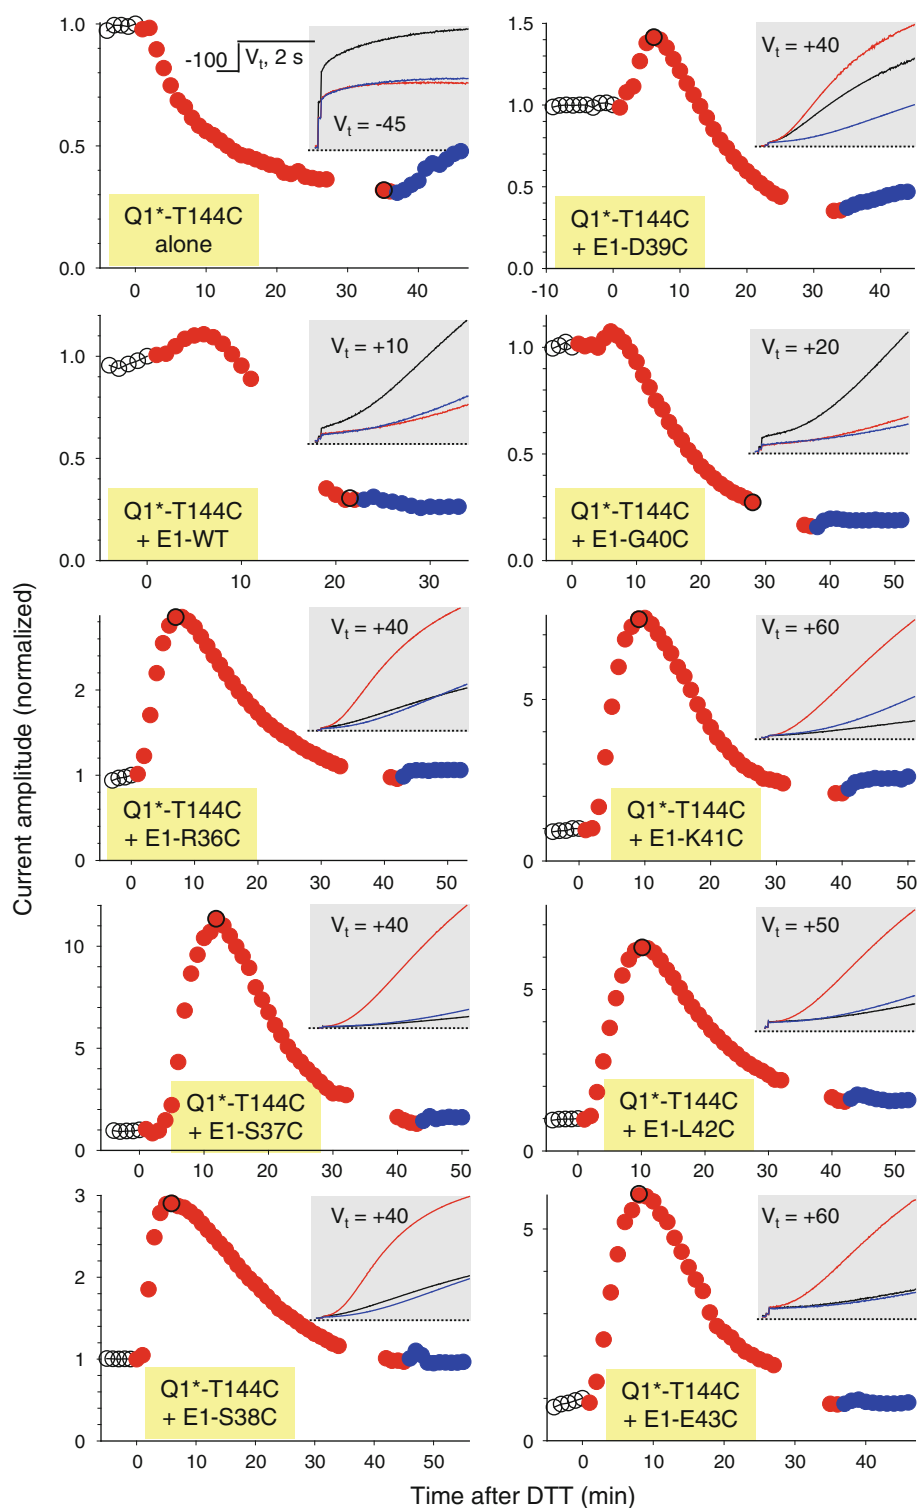 1.0
0.5
0.0
0
10
20
30
40
-100
Vt, 2 s
Vt = -45
Q1*-T144C
alone
1.5
1.0
0.5
0.0
-10
0
10
20
30
40
Vt = +40
Q1*-T144C
+ E1-D39C
1.0
0.5
0.0
0
10
20
30
Vt = +10
Q1*-T144C
+ E1-WT
1.0
0.5
0.0
0
10
20
30
40
50
Vt = +20
Q1*-T144C
+ E1-G40C
Current amplitude (normalized)
2
1
0
0
10
20
30
40
50
Vt = +40
Q1*-T144C
+ E1-R36C
5
0
0
10
20
30
40
50
Vt = +60
Q1*-T144C
+ E1-K41C
10
5
1
0
10
20
30
40
50
Vt = +40
Q1*-T144C
+ E1-S37C
5
1
0
10
20
30
40
50
Vt = +50
Q1*-T144C
+ E1-L42C
3
2
1
0
0
10
20
30
40
50
Vt = +40
Q1*-T144C
+ E1-S38C
5
1
0
0
10
20
30
40
Vt = +60
Q1*-T144C
+ E1-E43C
Time after DTT (min)